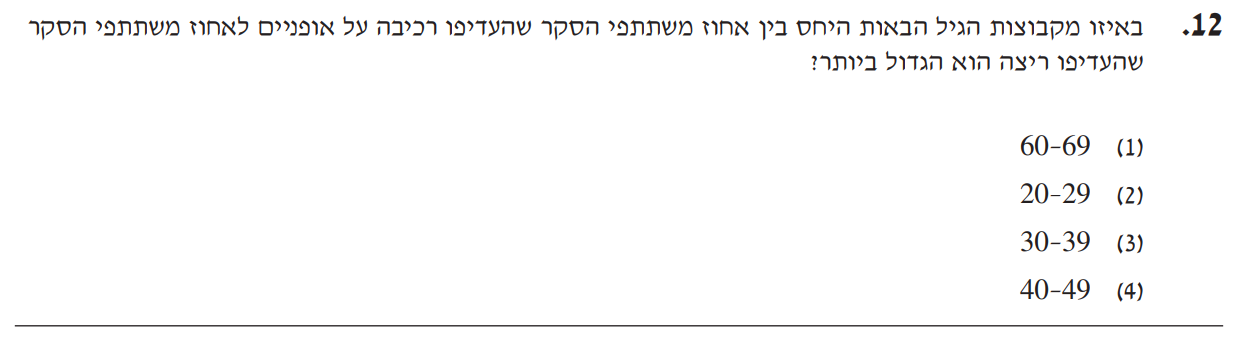 12. באיזו מקבוצות הגיל הבאות היחס בין אחוז משתתפי הסקר שהעדיפו רכיבה על אופניים לאחוז משתתפי הסקר
שהעדיפו ריצה הוא הגדול ביותר?
(1) 60-69
(2) 20-29
(3) 30-39
(4) 40-49